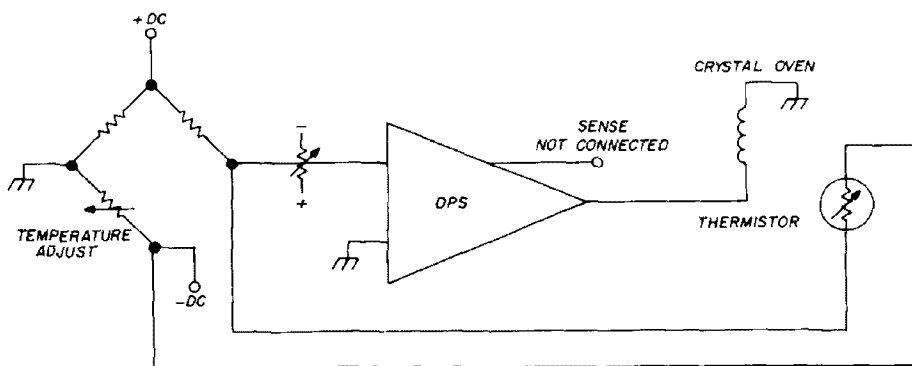 + DC
CRYSTAL OVEN
SENSE
NOT CONNECTED
−
+
OPS
THERMISTOR
TEMPERATURE
ADJUST
−DC